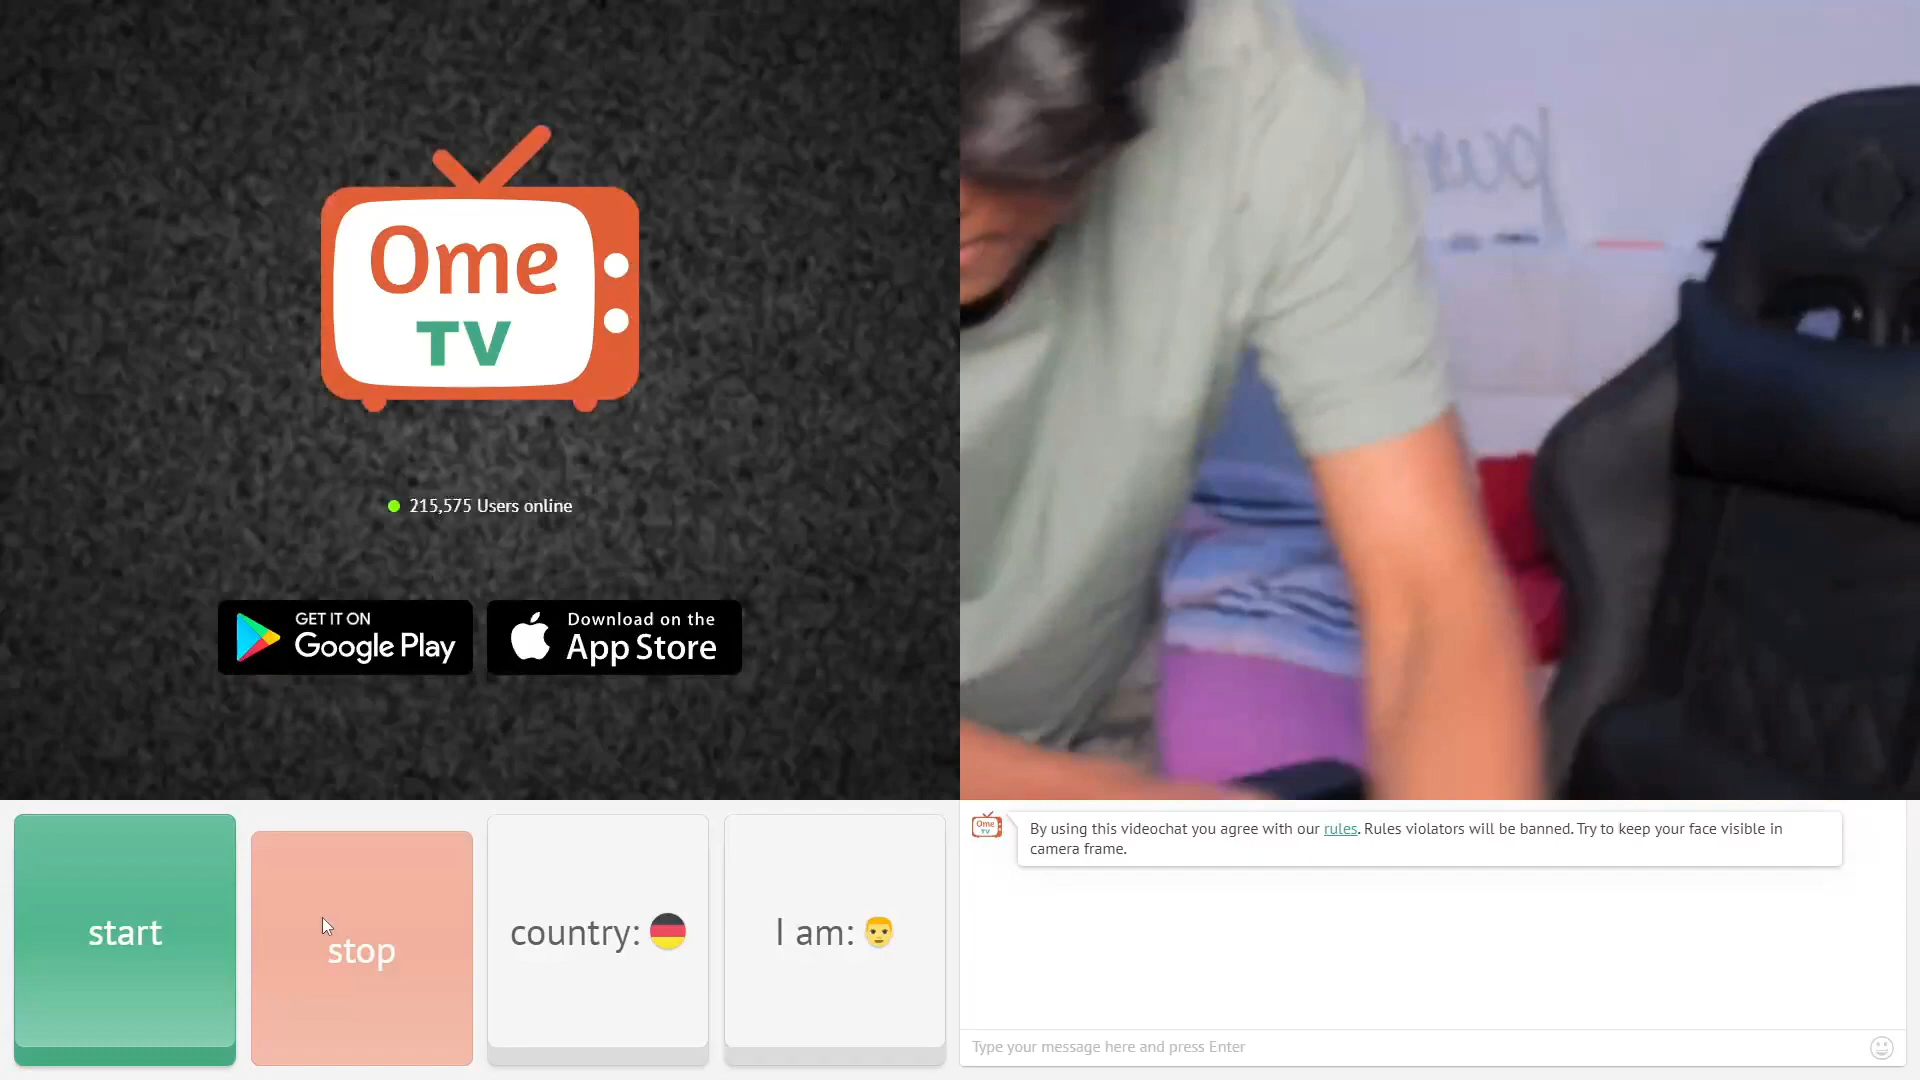 Ome
TV
215,575 Users online
GET IT ON
Google Play
Download on the
App Store
start
stop
country:
I am:
Ome
TV
By using this videochat you agree with our rules. Rules violators will be banned. Try to keep your face visible in
camera frame.
Type your message here and press Enter